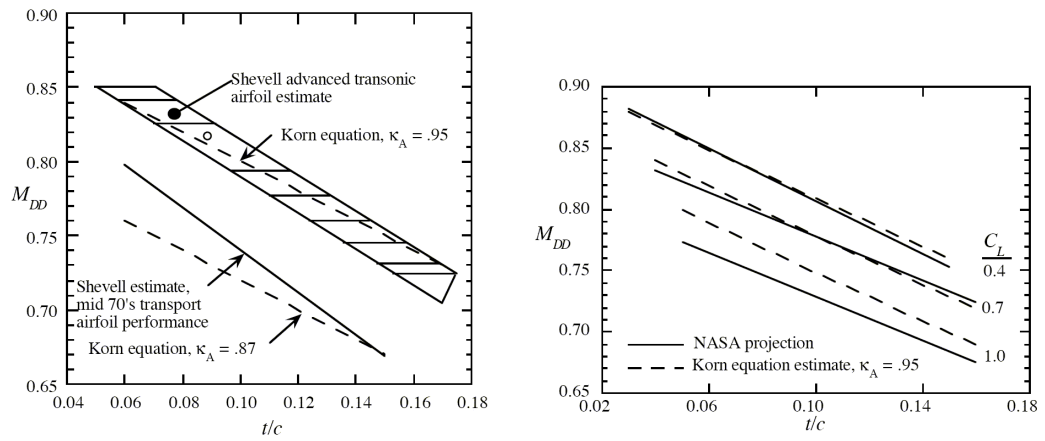 0.90
0.85
0.80
M_DD
0.75
0.70
0.65
0.04
0.06
0.08
0.10
0.12
0.14
0.16
0.18
t/c
Shevell advanced transonic
airfoil estimate
Korn equation, κ_A = .95
Shevell estimate,
mid 70's transport
airfoil performance
Korn equation, κ_A = .87
0.90
0.85
0.80
M_DD
0.75
0.70
0.65
0.02
0.06
0.10
0.14
0.18
t/c
C_L
0.4
0.7
1.0
NASA projection
Korn equation estimate, κ_A = .95